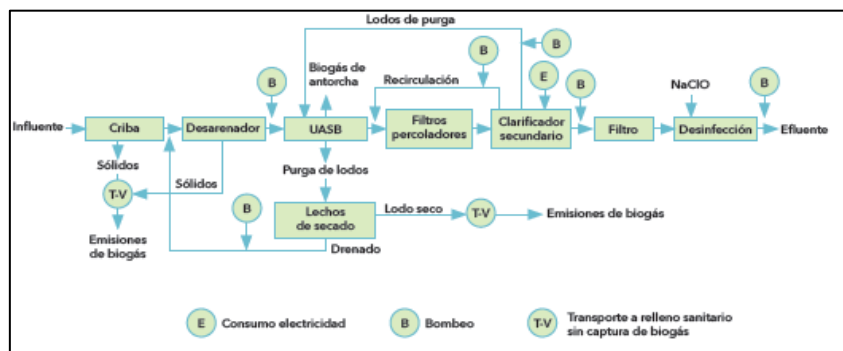 Lodos de purga
B
B
Biogás de
antorcha
Recirculación
E
B
B
NaClO
B
Influente
Criba
Desarenador
UASB
Filtros
percoladores
Clarificador
secundario
Filtro
Desinfección
Efluente
Sólidos
Sólidos
Purga de lodos
T-V
B
Lechos
de secado
Lodo seco
T-V
Emisiones de biogás
Emisiones
de biogás
Drenado
E
Consumo electricidad
B
Bombeo
T-V
Transporte a relleno sanitario
sin captura de biogás